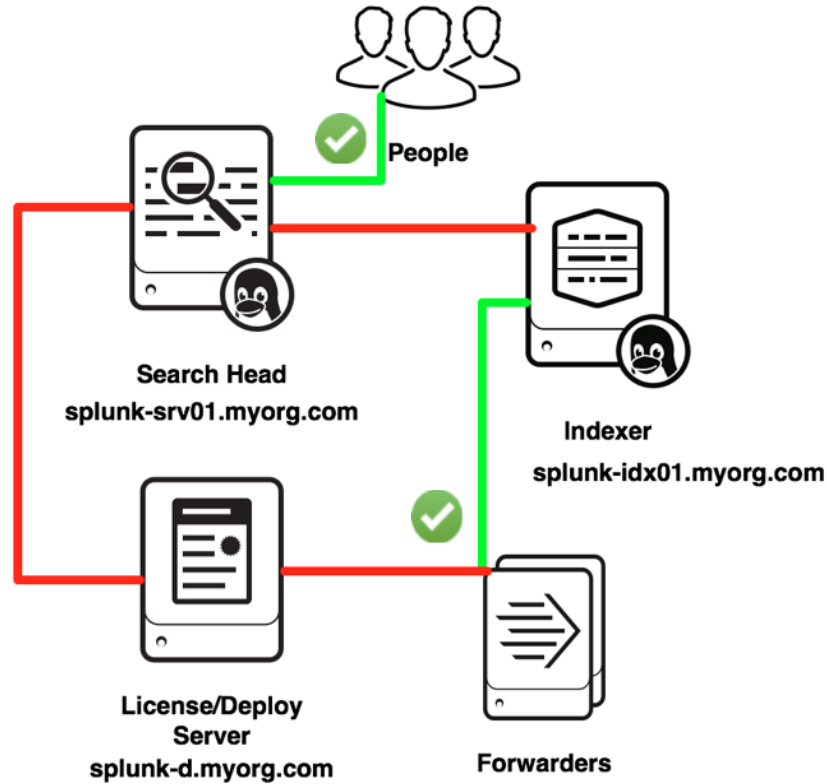 People
Search Head
splunk-srv01.myorg.com
Indexer
splunk-idx01.myorg.com
License/Deploy
Server
splunk-d.myorg.com
Forwarders